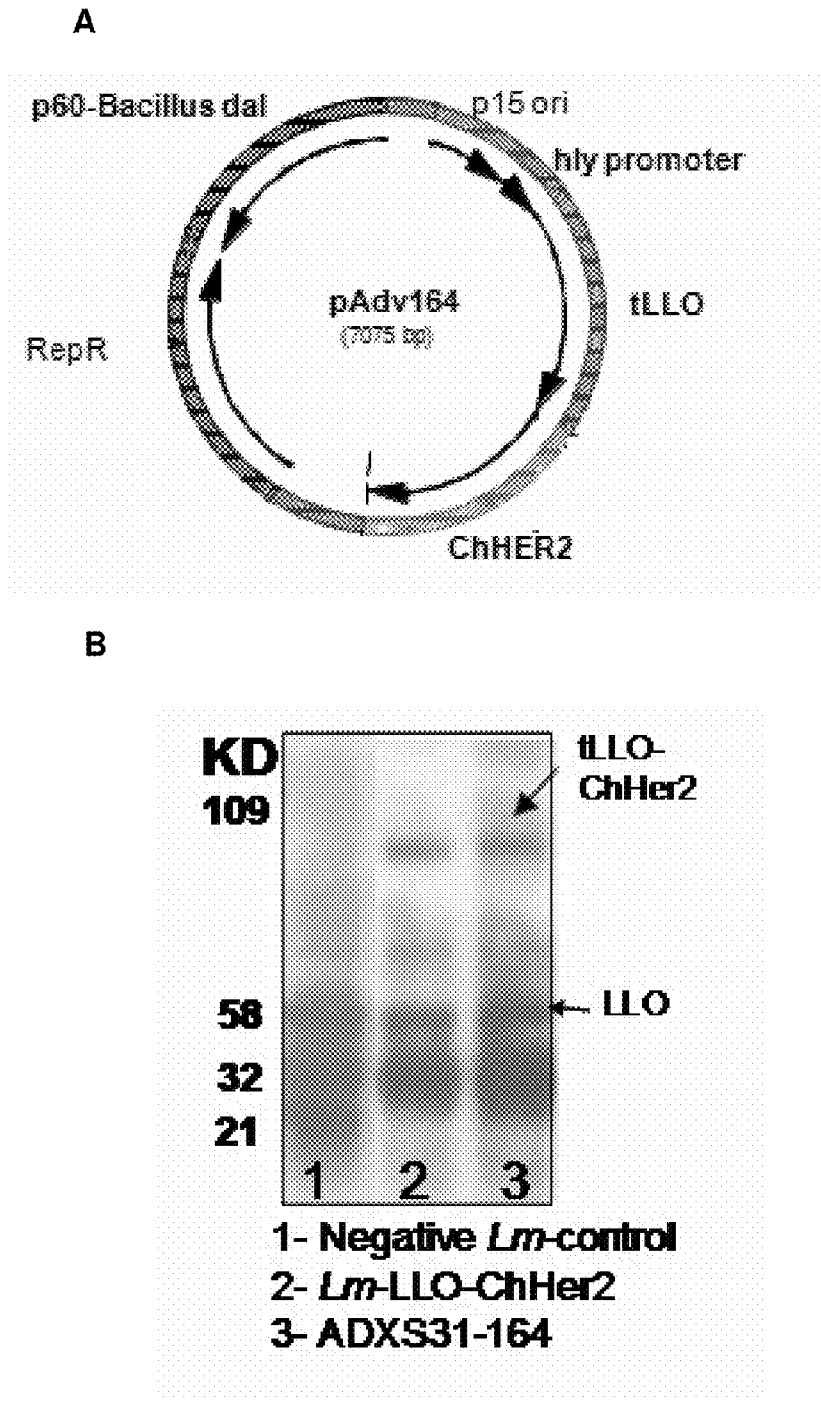 A
p60-Bacillus dal
p15 ori
hly promoter
pAdv164
(7075 bp)
tLLO
RepR
ChHER2
B
KD
109
58
32
21
tLLO-
ChHer2
LLO
1 2 3
1- Negative Lm-control
2- Lm-LLO-ChHer2
3- ADXS31-164